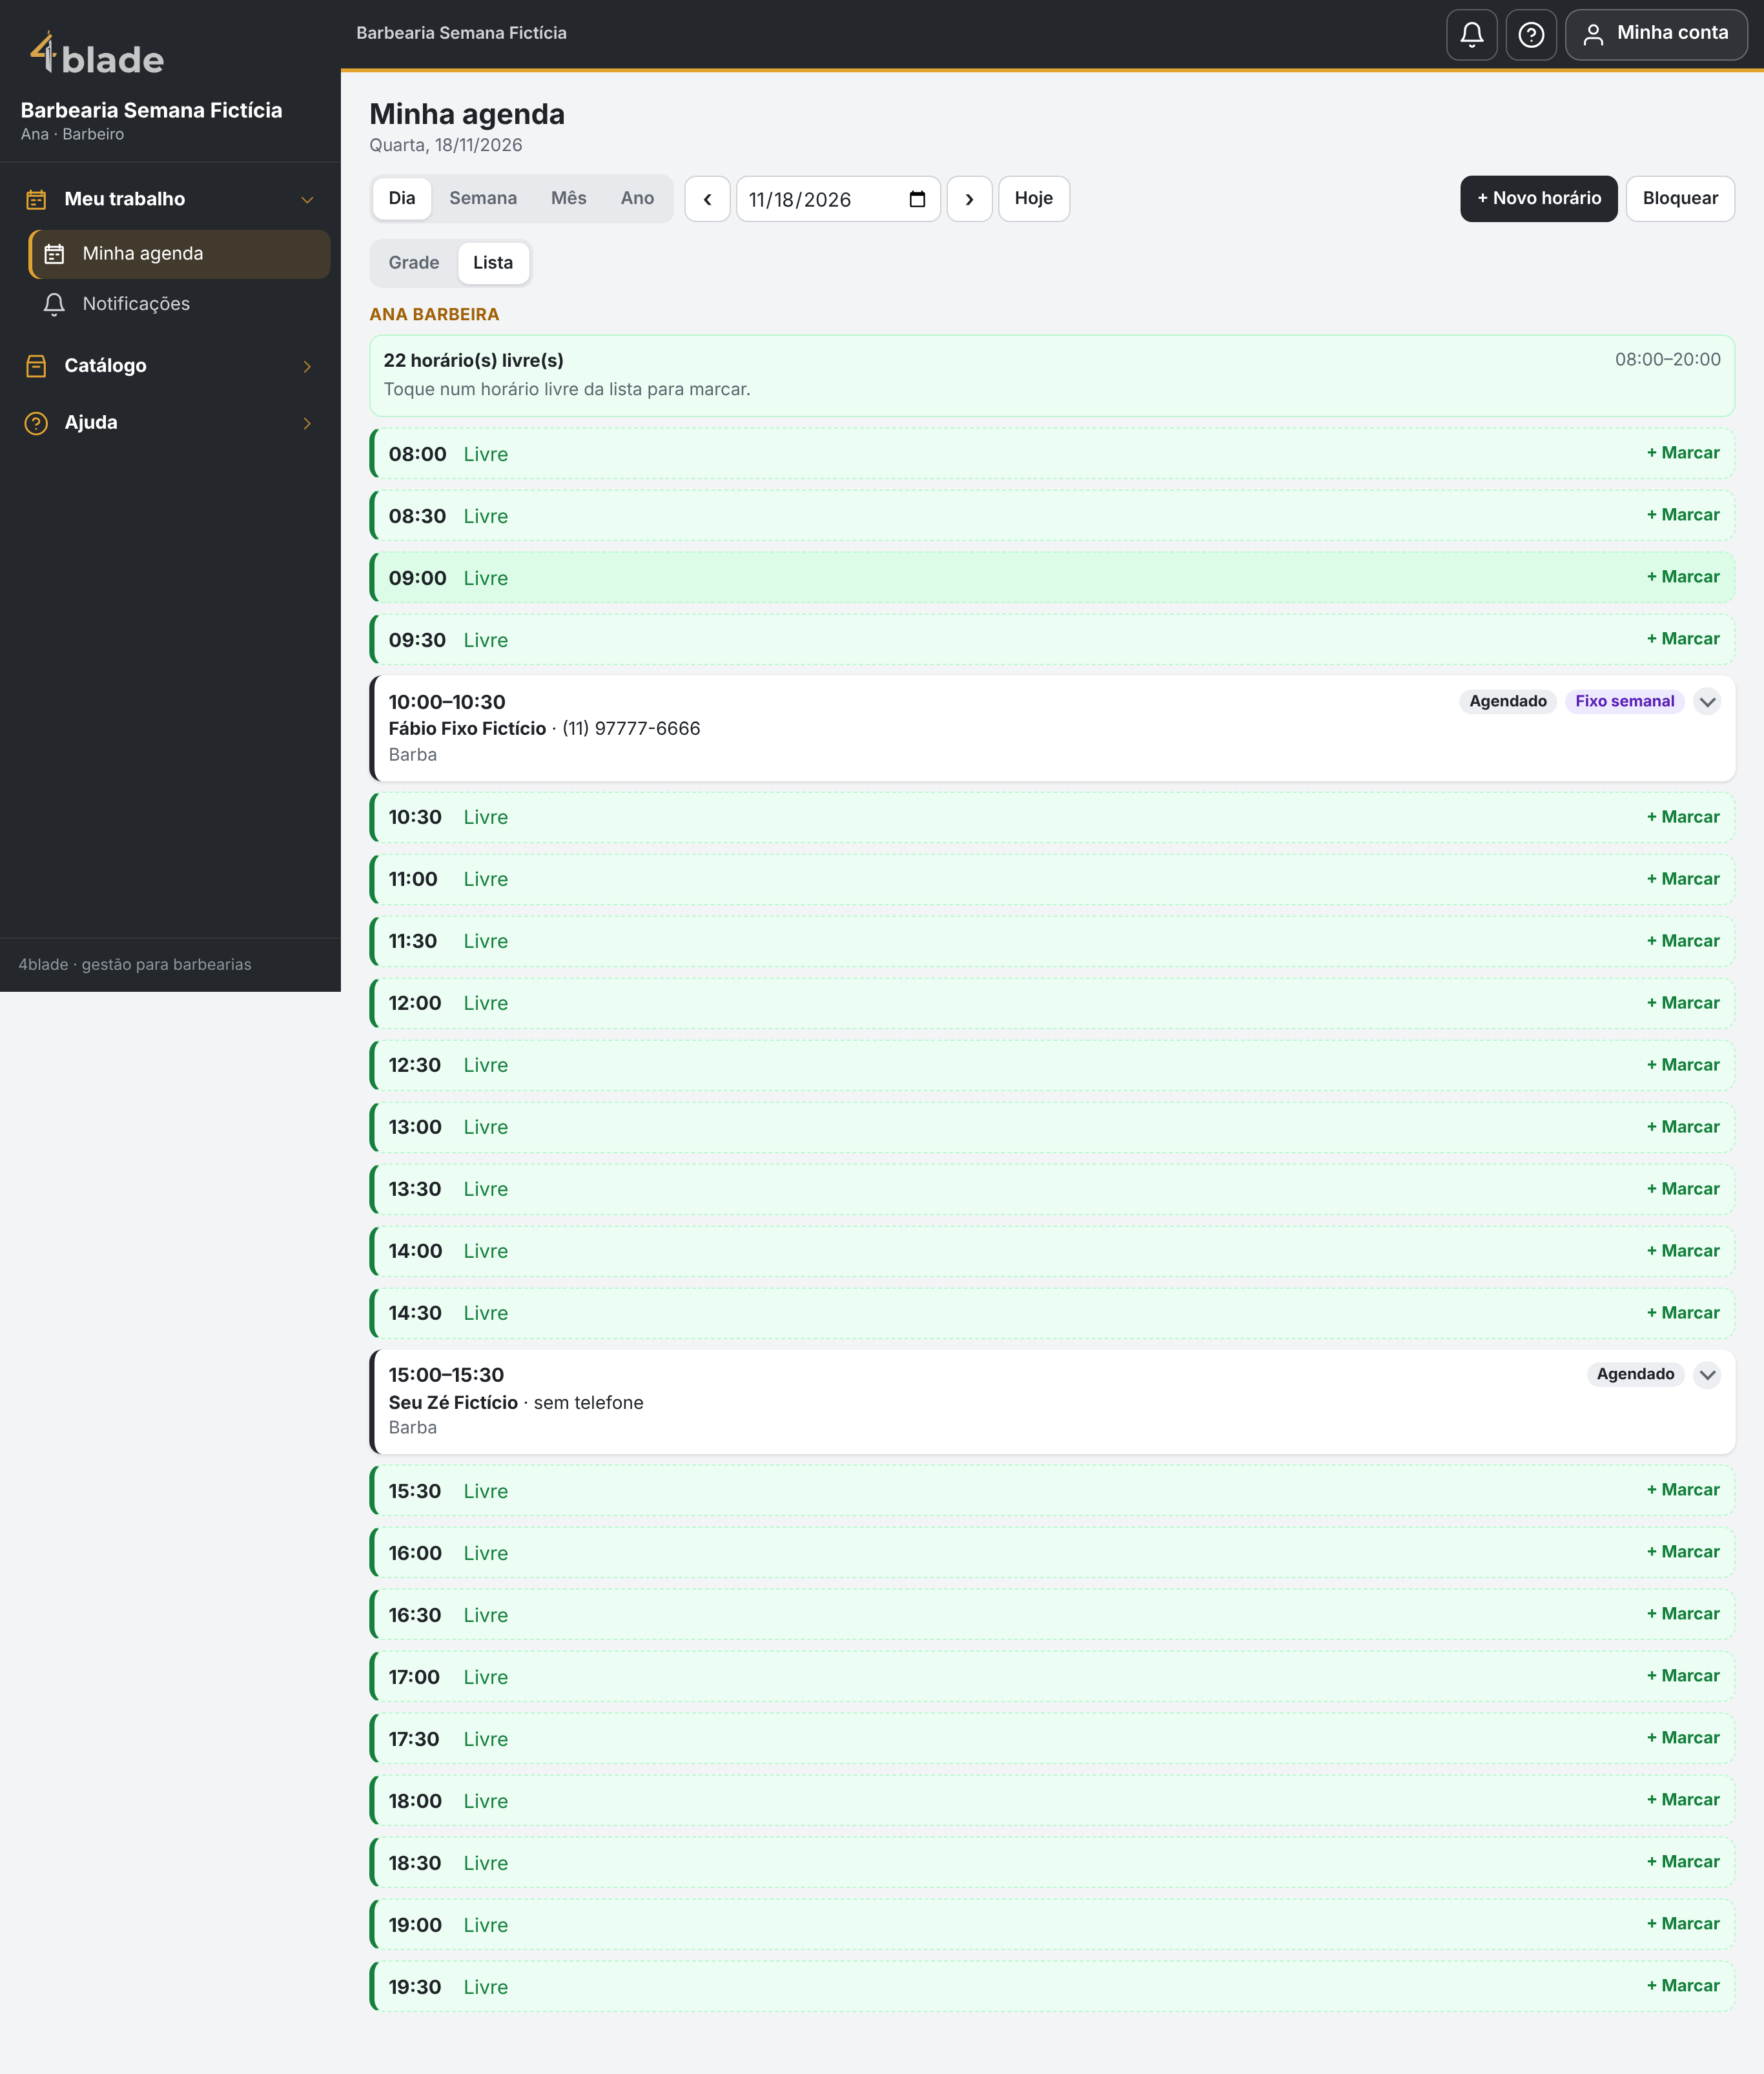 4blade
Barbearia Semana Fictícia
Ana · Barbeiro
Meu trabalho
Minha agenda
Notificações
Catálogo
Ajuda
4blade · gestão para barbearias
Barbearia Semana Fictícia
Minha conta
Minha agenda
Quarta, 18/11/2026
Dia Semana Mês Ano ‹ 11/18/2026 › Hoje + Novo horário Bloquear
Grade Lista
ANA BARBEIRA
22 horário(s) livre(s) 08:00–20:00
Toque num horário livre da lista para marcar.
08:00 Livre + Marcar
08:30 Livre + Marcar
09:00 Livre + Marcar
09:30 Livre + Marcar
10:00–10:30 Agendado Fixo semanal
Fábio Fixo Fictício · (11) 97777-6666
Barba
10:30 Livre + Marcar
11:00 Livre + Marcar
11:30 Livre + Marcar
12:00 Livre + Marcar
12:30 Livre + Marcar
13:00 Livre + Marcar
13:30 Livre + Marcar
14:00 Livre + Marcar
14:30 Livre + Marcar
15:00–15:30 Agendado
Seu Zé Fictício · sem telefone
Barba
15:30 Livre + Marcar
16:00 Livre + Marcar
16:30 Livre + Marcar
17:00 Livre + Marcar
17:30 Livre + Marcar
18:00 Livre + Marcar
18:30 Livre + Marcar
19:00 Livre + Marcar
19:30 Livre + Marcar